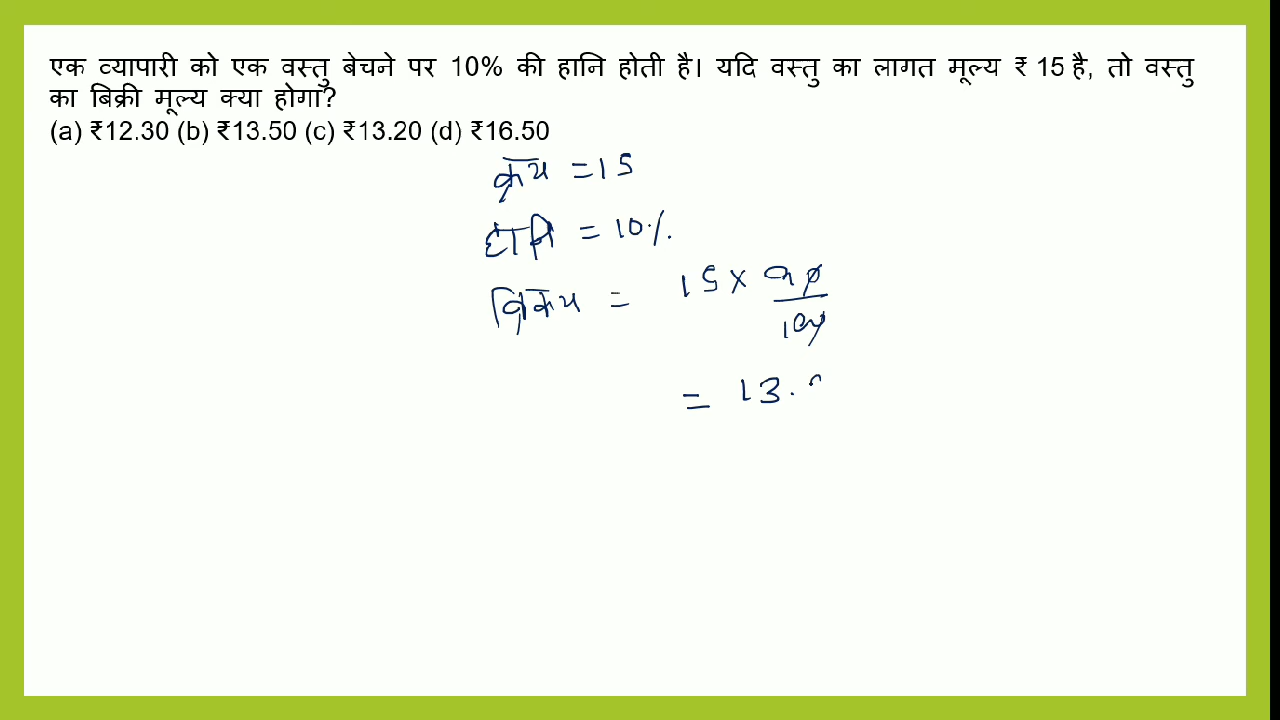 एक व्यापारी को एक वस्तु बेचने पर 10% की हानि होती है। यदि वस्तु का लागत मूल्य ₹ 15 है, तो वस्तु
का बिक्री मूल्य क्या होगा?
(a) ₹12.30 (b) ₹13.50 (c) ₹13.20 (d) ₹16.50
क्रय = 15
हानि = 10%
विक्रय = 15 × 90/100
= 13.